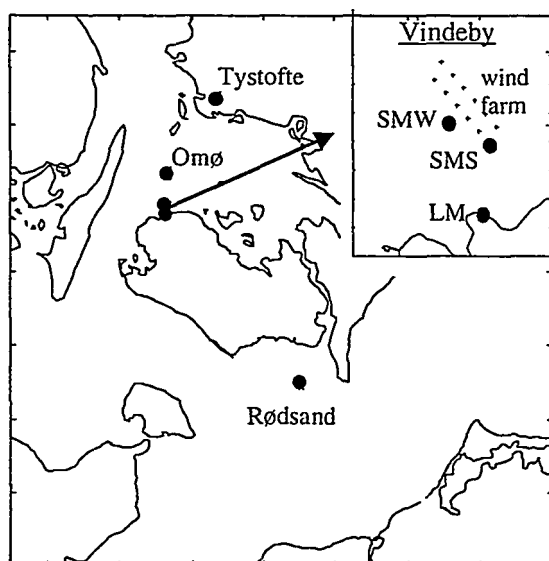 Vindeby
Tystofte
wind
farm
SMW
Omø
SMS
LM
Rødsand